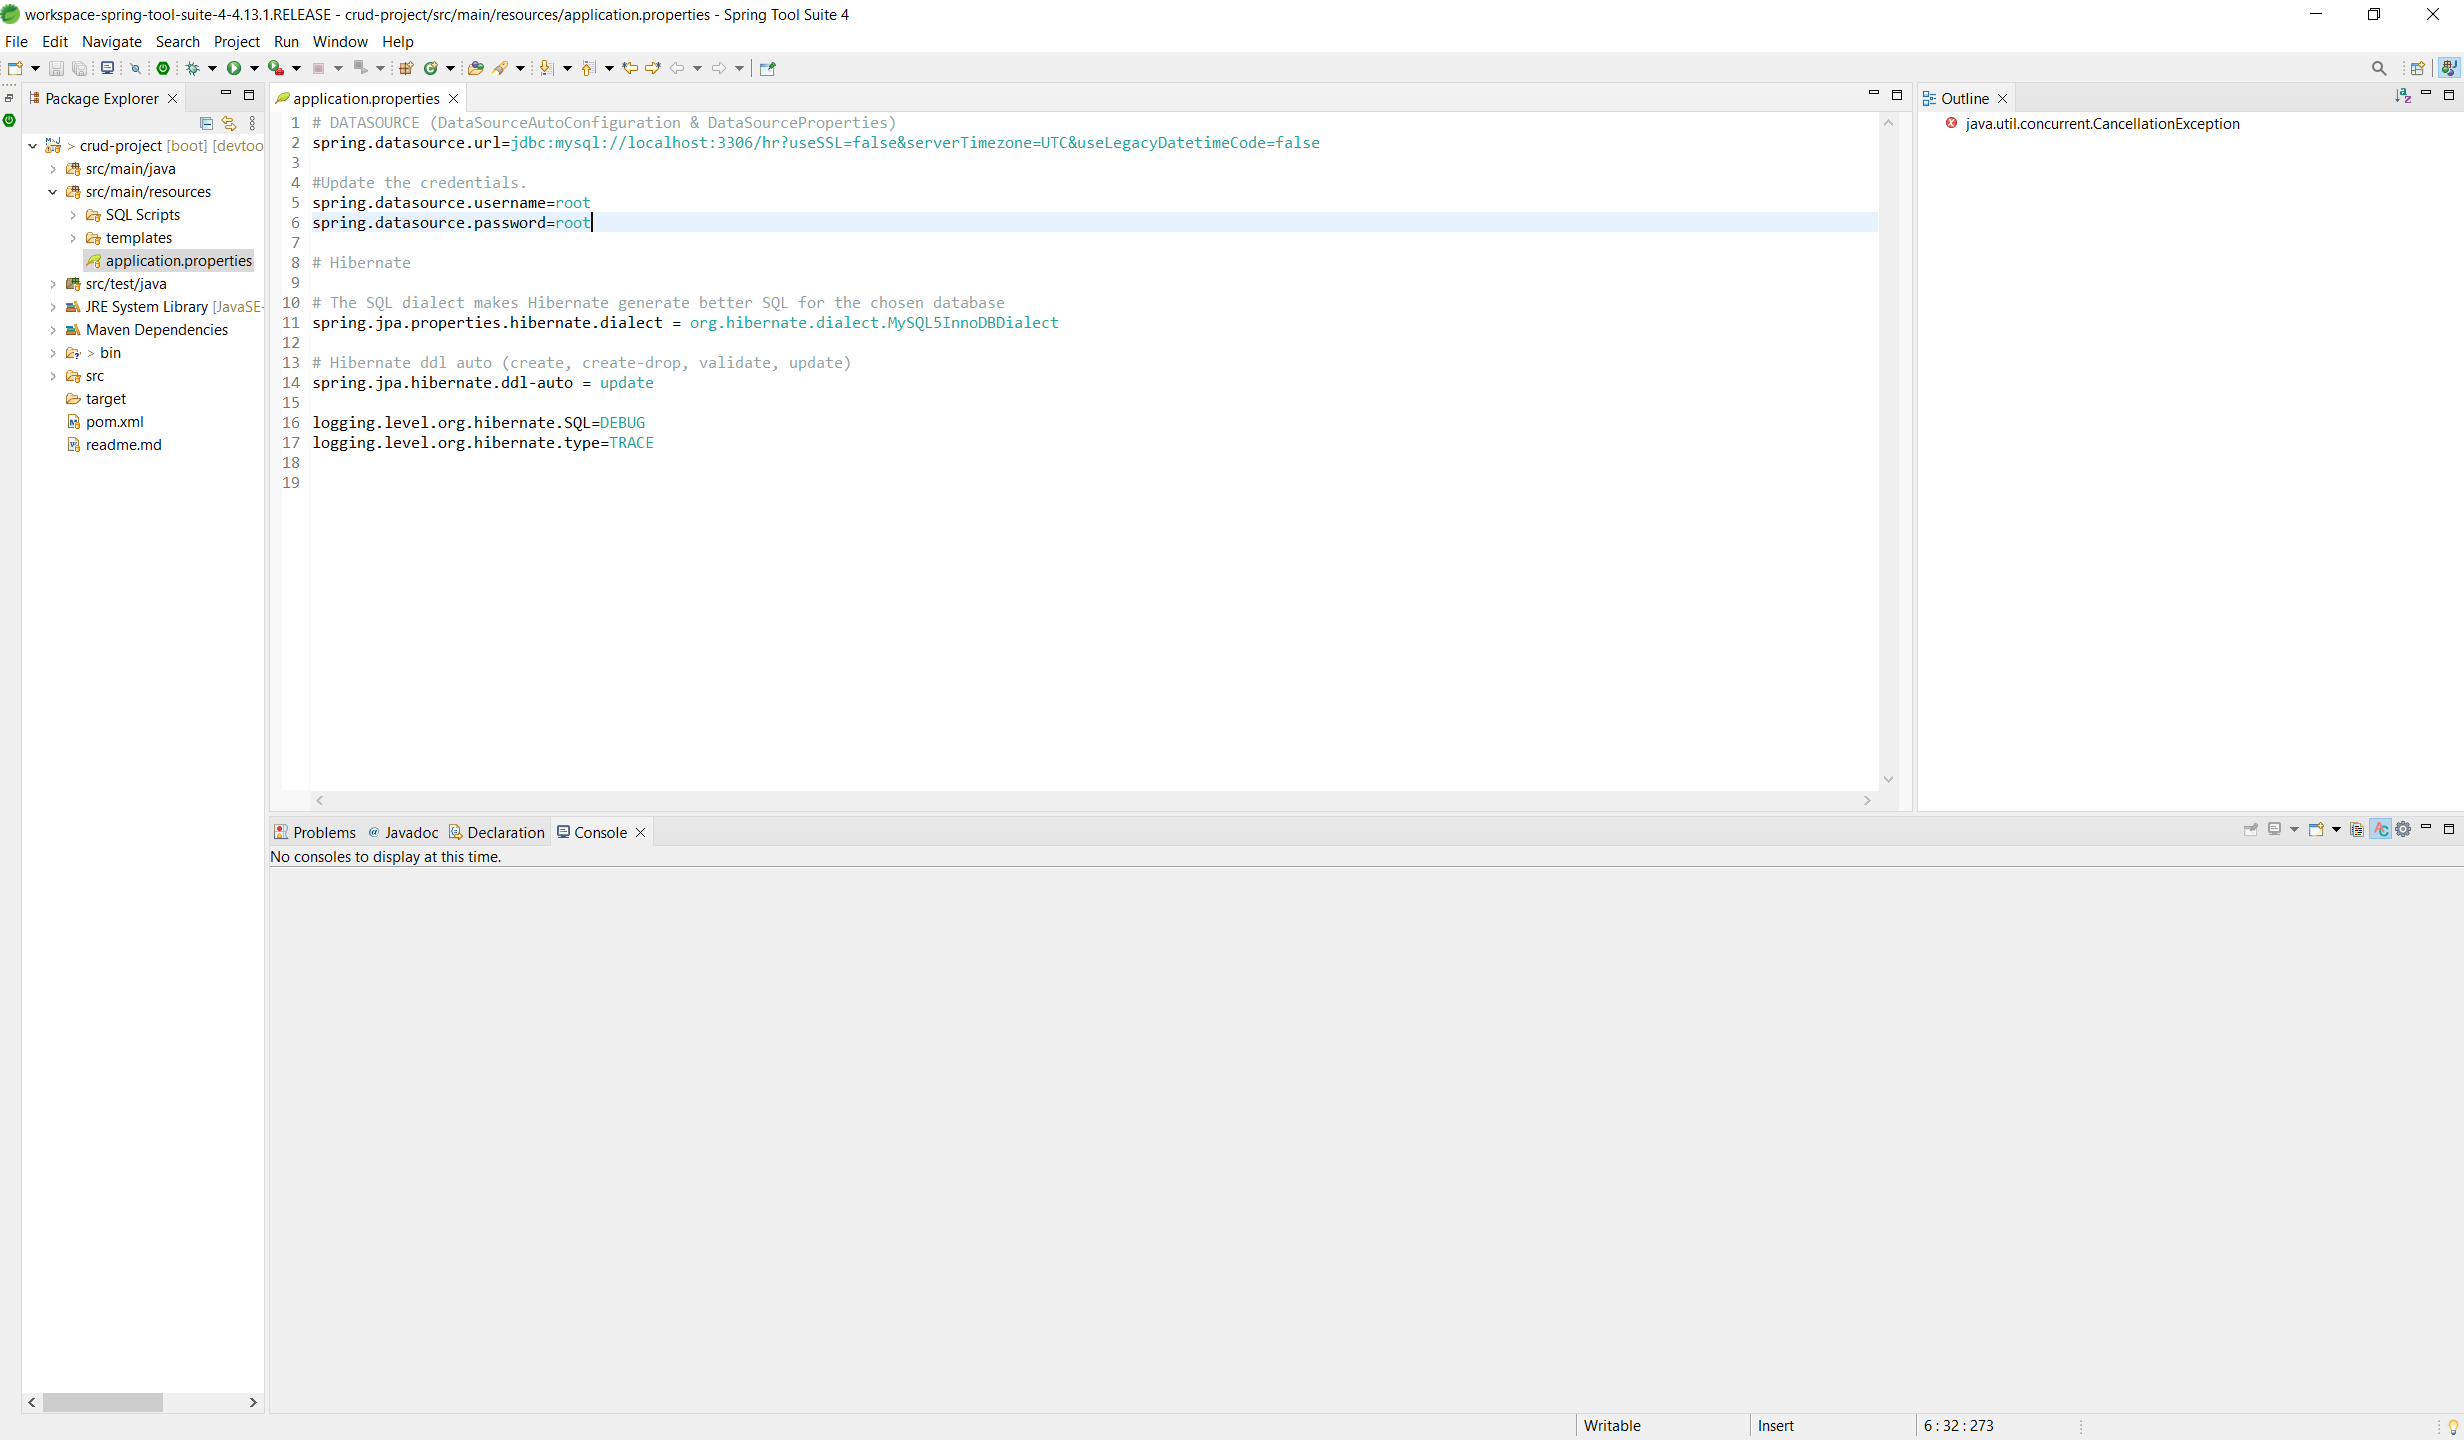 workspace-spring-tool-suite-4-4.13.1.RELEASE - crud-project/src/main/resources/application.properties - Spring Tool Suite 4
File Edit Navigate Search Project Run Window Help
Package Explorer
> crud-project [boot] [devtoo
src/main/java
src/main/resources
SQL Scripts
templates
application.properties
src/test/java
JRE System Library [JavaSE-
Maven Dependencies
> bin
src
target
pom.xml
readme.md
application.properties
1 # DATASOURCE (DataSourceAutoConfiguration & DataSourceProperties)
2 spring.datasource.url=jdbc:mysql://localhost:3306/hr?useSSL=false&serverTimezone=UTC&useLegacyDatetimeCode=false
3
4 #Update the credentials.
5 spring.datasource.username=root
6 spring.datasource.password=root
7
8 # Hibernate
9
10 # The SQL dialect makes Hibernate generate better SQL for the chosen database
11 spring.jpa.properties.hibernate.dialect = org.hibernate.dialect.MySQL5InnoDBDialect
12
13 # Hibernate ddl auto (create, create-drop, validate, update)
14 spring.jpa.hibernate.ddl-auto = update
15
16 logging.level.org.hibernate.SQL=DEBUG
17 logging.level.org.hibernate.type=TRACE
18
19
Outline
java.util.concurrent.CancellationException
Problems @ Javadoc Declaration Console
No consoles to display at this time.
Writable Insert 6 : 32 : 273